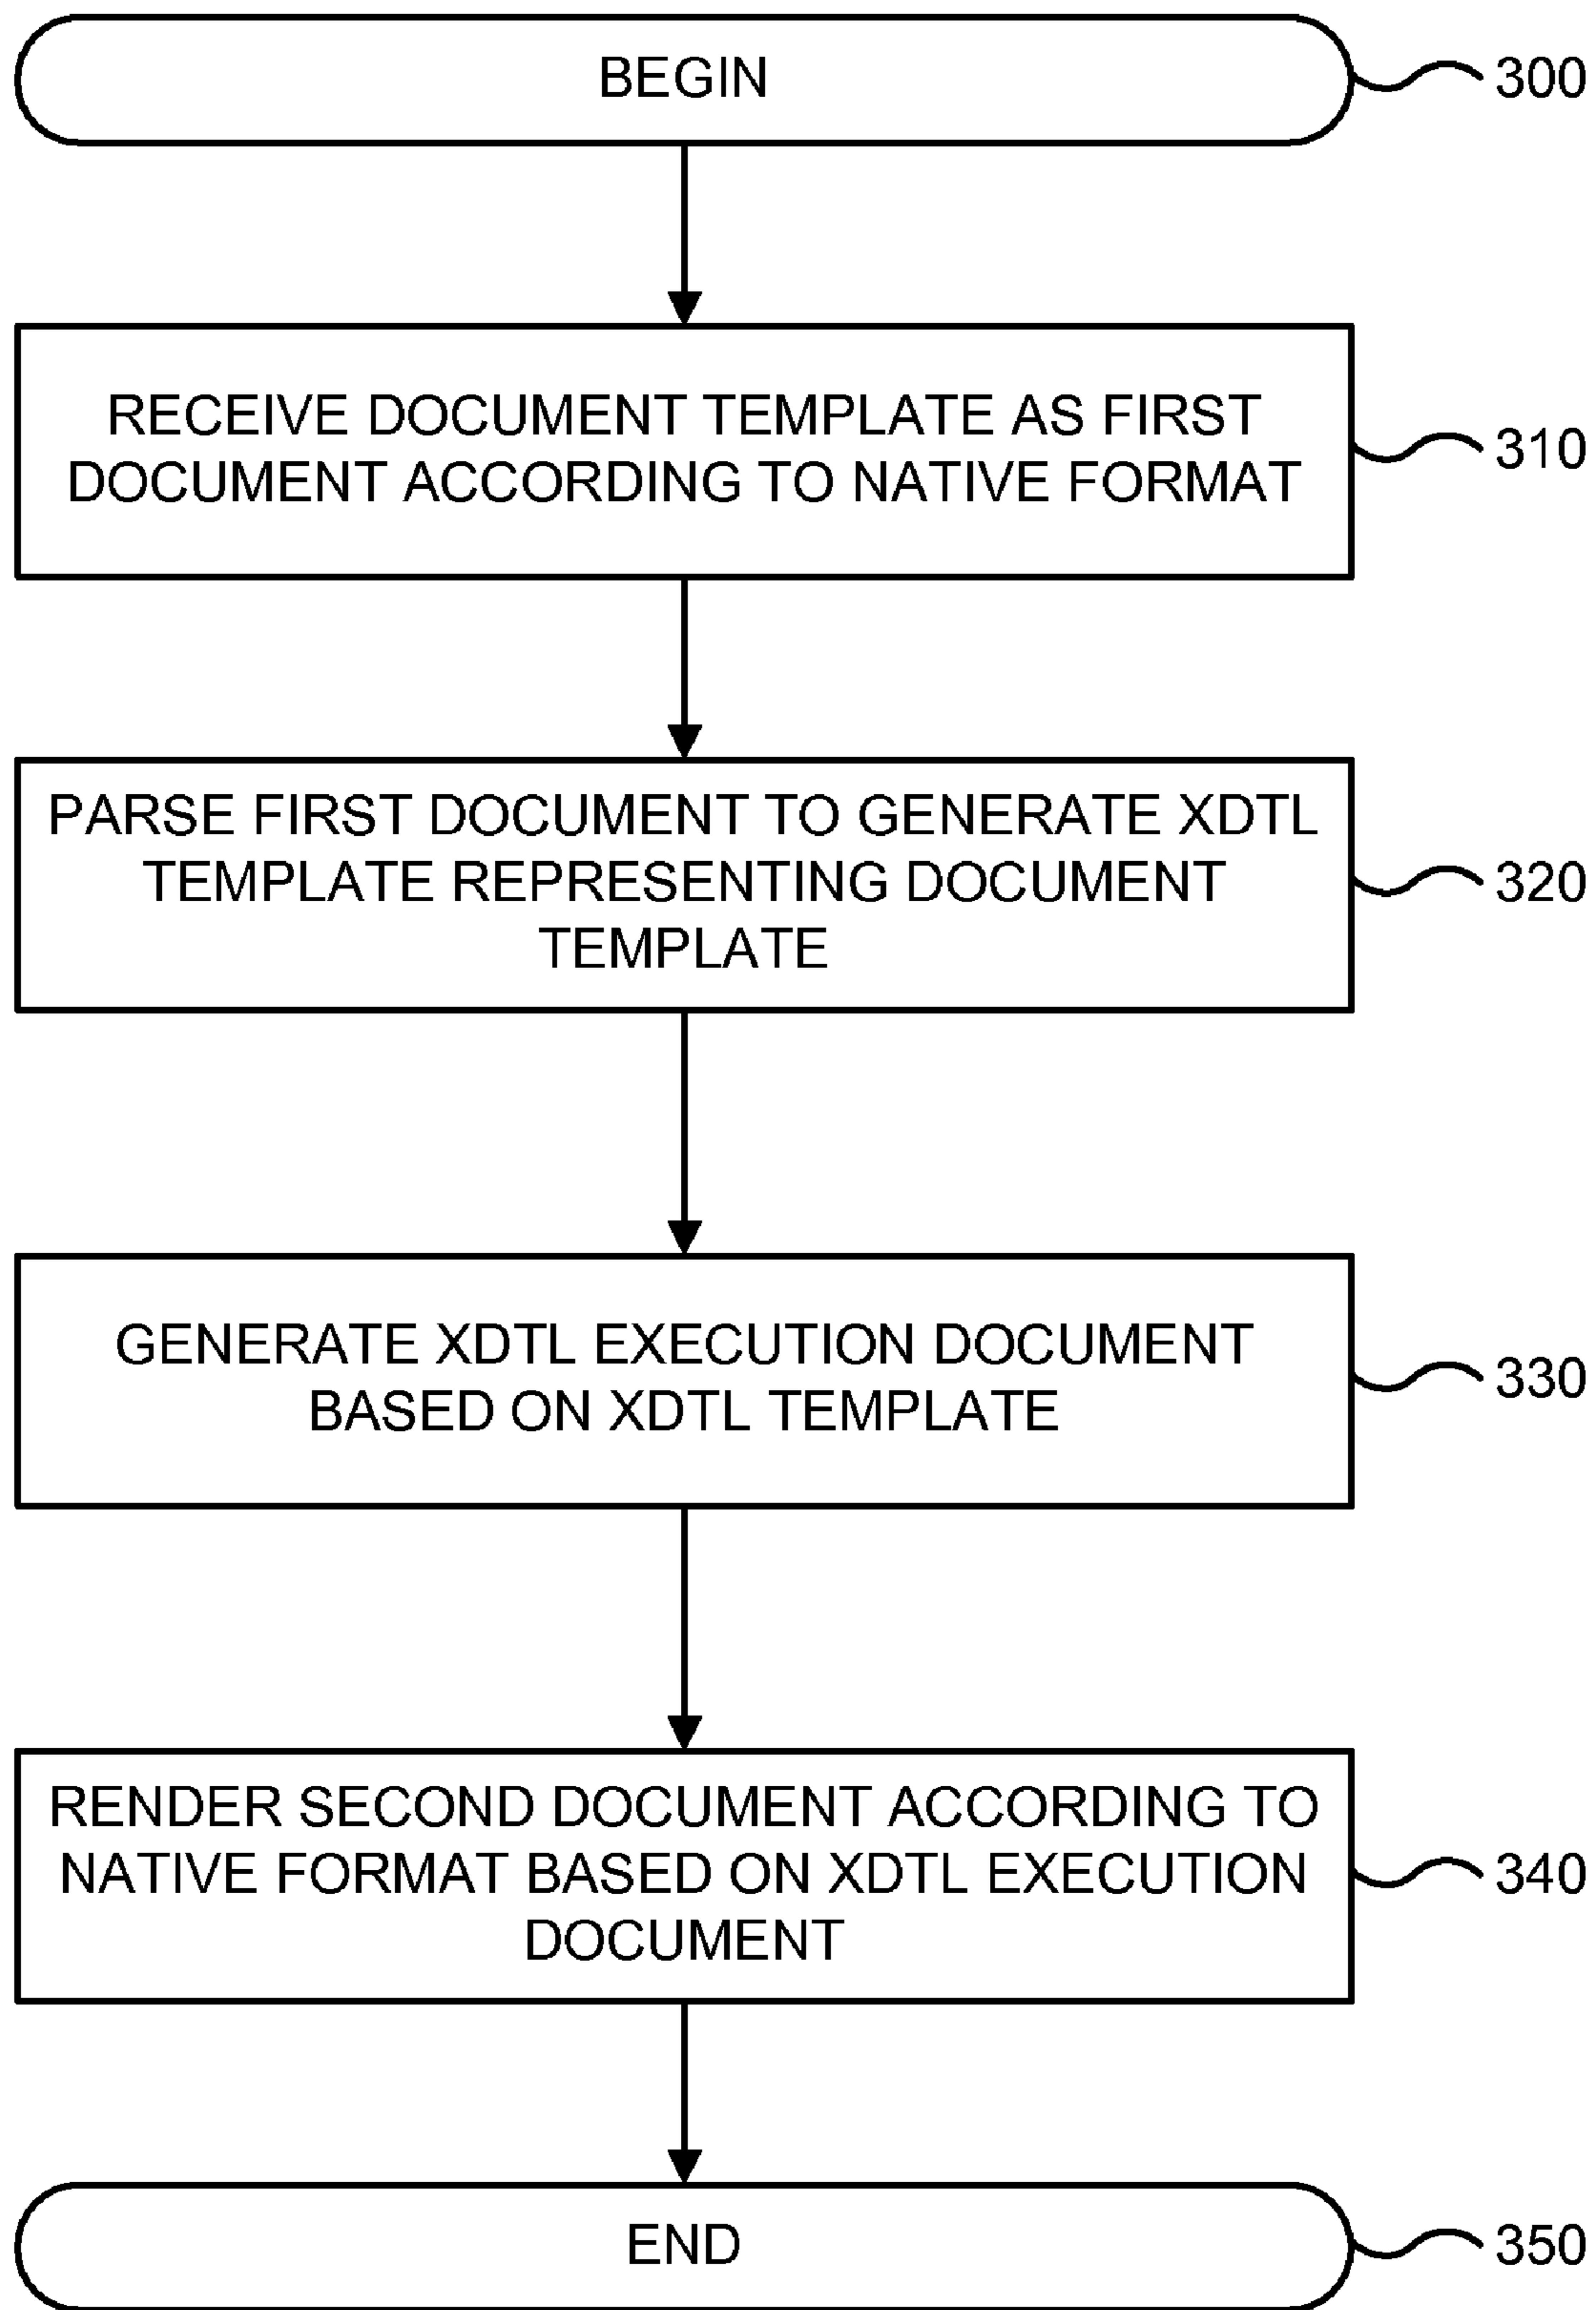 BEGIN
300
RECEIVE DOCUMENT TEMPLATE AS FIRST
DOCUMENT ACCORDING TO NATIVE FORMAT
310
PARSE FIRST DOCUMENT TO GENERATE XDTL
TEMPLATE REPRESENTING DOCUMENT
TEMPLATE
320
GENERATE XDTL EXECUTION DOCUMENT
BASED ON XDTL TEMPLATE
330
RENDER SECOND DOCUMENT ACCORDING TO
NATIVE FORMAT BASED ON XDTL EXECUTION
DOCUMENT
340
END
350